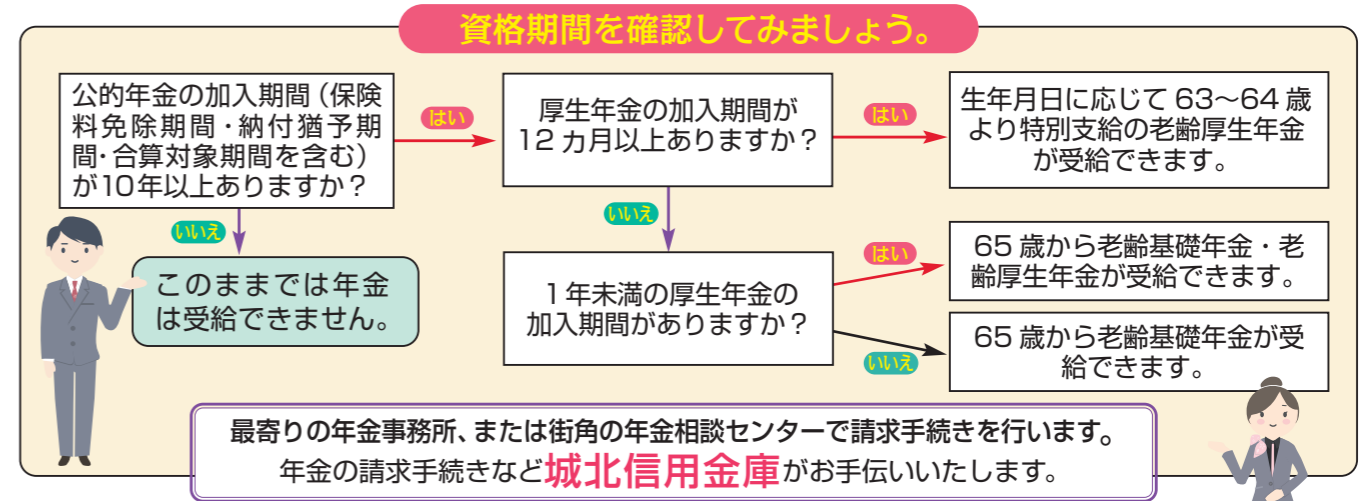 資格期間を確認してみましょう。
公的年金の加入期間（保険
料免除期間・納付猶予期
間・合算対象期間を含む）
が10年以上ありますか？
はい
厚生年金の加入期間が
12カ月以上ありますか？
はい
生年月日に応じて 63〜64 歳
より特別支給の老齢厚生年金
が受給できます。
いいえ
このままでは年金
は受給できません。
いいえ
1年未満の厚生年金の
加入期間がありますか？
はい
65 歳から老齢基礎年金・老
齢厚生年金が受給できます。
いいえ
65 歳から老齢基礎年金が受
給できます。
最寄りの年金事務所、または街角の年金相談センターで請求手続きを行います。
年金の請求手続きなど城北信用金庫がお手伝いいたします。